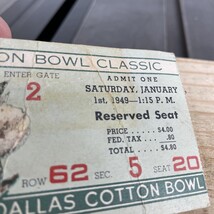 ON BOWL CLASSIC
ENTER GATE
2
ADMIT ONE
SATURDAY, JANUARY
1st, 1949—1:15 P. M.
Reserved Seat
PRICE $4.00
FED. TAX .80
TOTAL $4.80
ROW 62 SEC. 5 SEAT 20
DALLAS COTTON BOWL